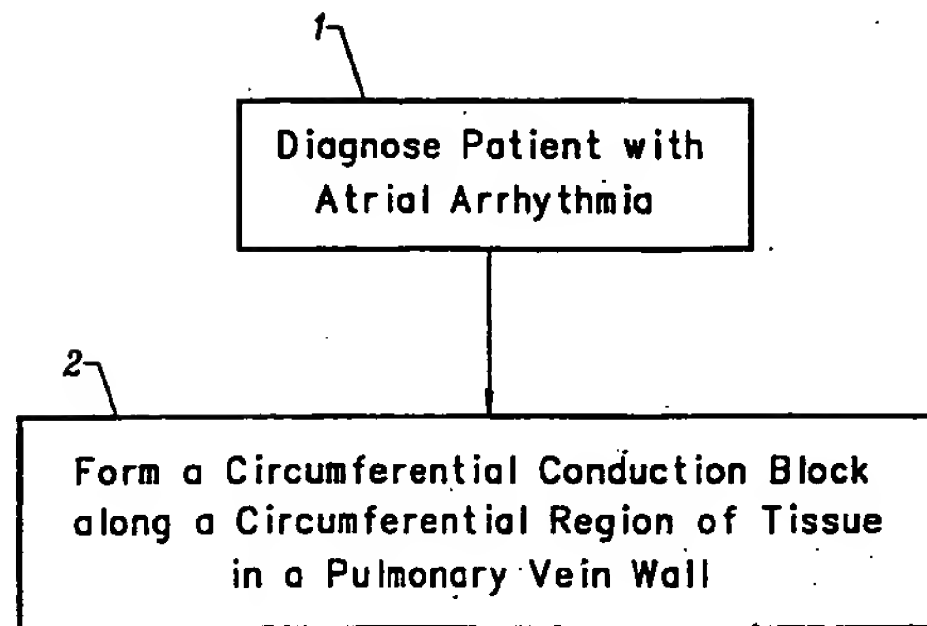 1
Diagnose Patient with
Atrial Arrhythmia
2
Form a Circumferential Conduction Block
along a Circumferential Region of Tissue
in a Pulmonary Vein Wall